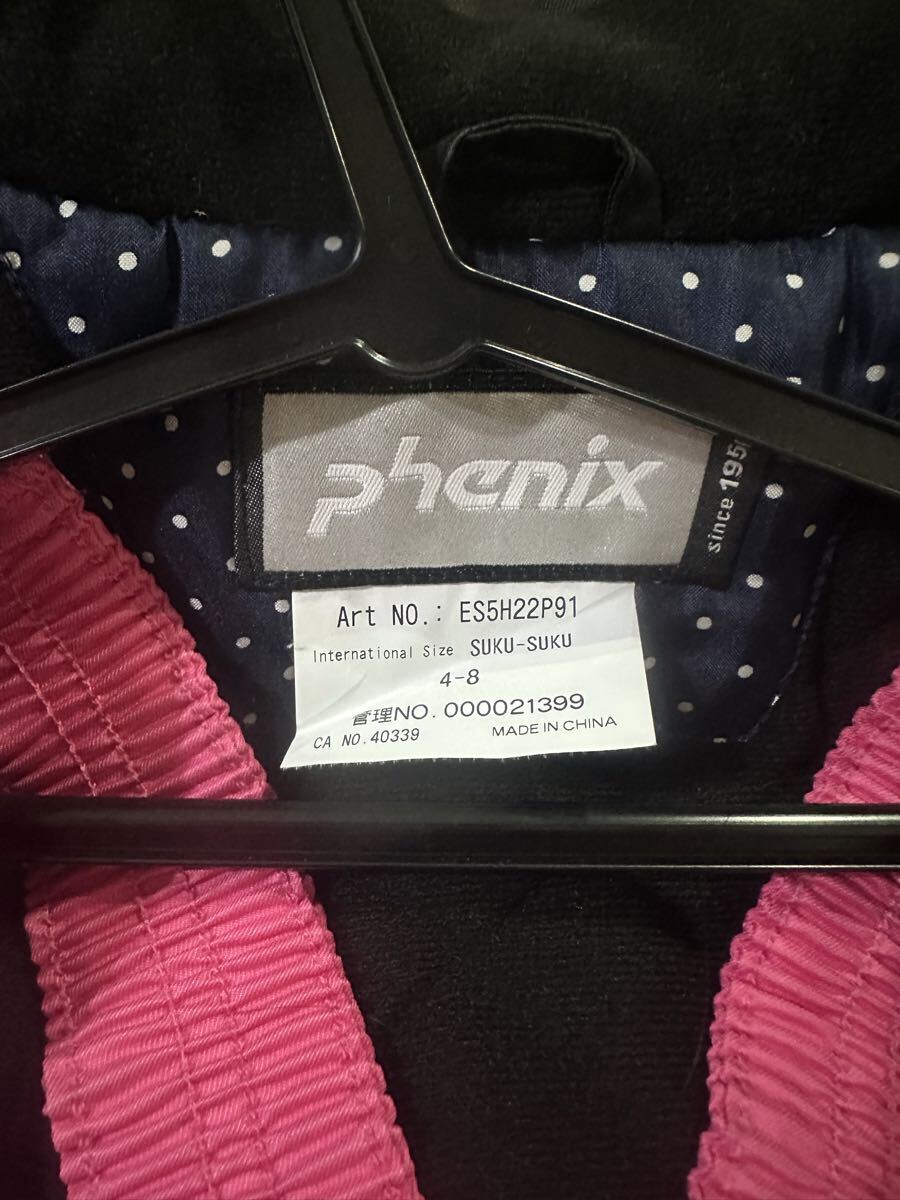 phenix
since 195
Art NO.: ES5H22P91
International Size SUKU-SUKU
4-8
管理NO. 000021399
CA NO. 40339 MADE IN CHINA